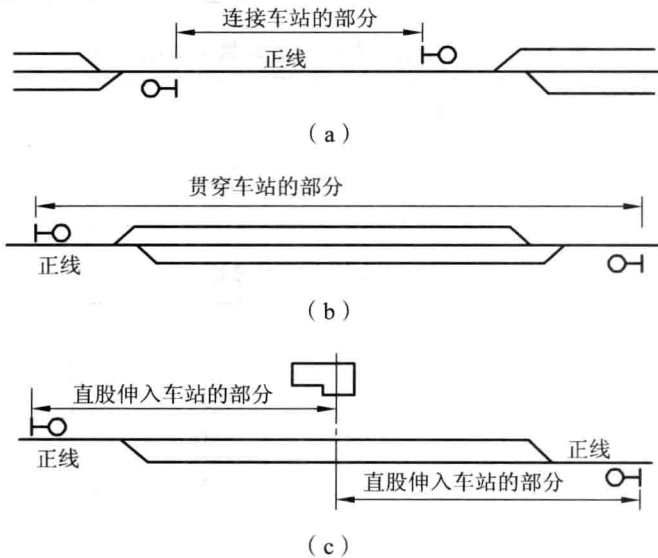 连接车站的部分
正线
(a)
贯穿车站的部分
正线
(b)
直股伸入车站的部分
正线
正线
直股伸入车站的部分
(c)